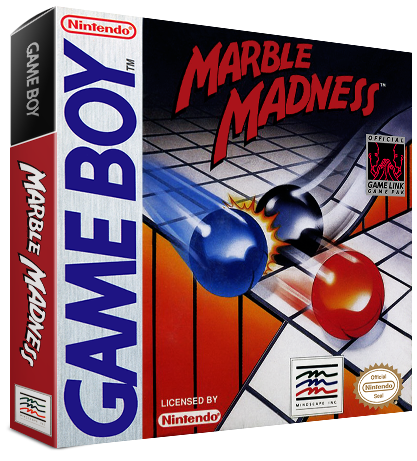 GAME BOY
MARBLE MADNESS
Nintendo
GAME BOY
TM
MARBLE
MADNESS
TM
OFFICIAL
GAME LINK
GAME PAK
LICENSED BY
Nintendo
MINDSCAPE INC
Official
Nintendo
Seal